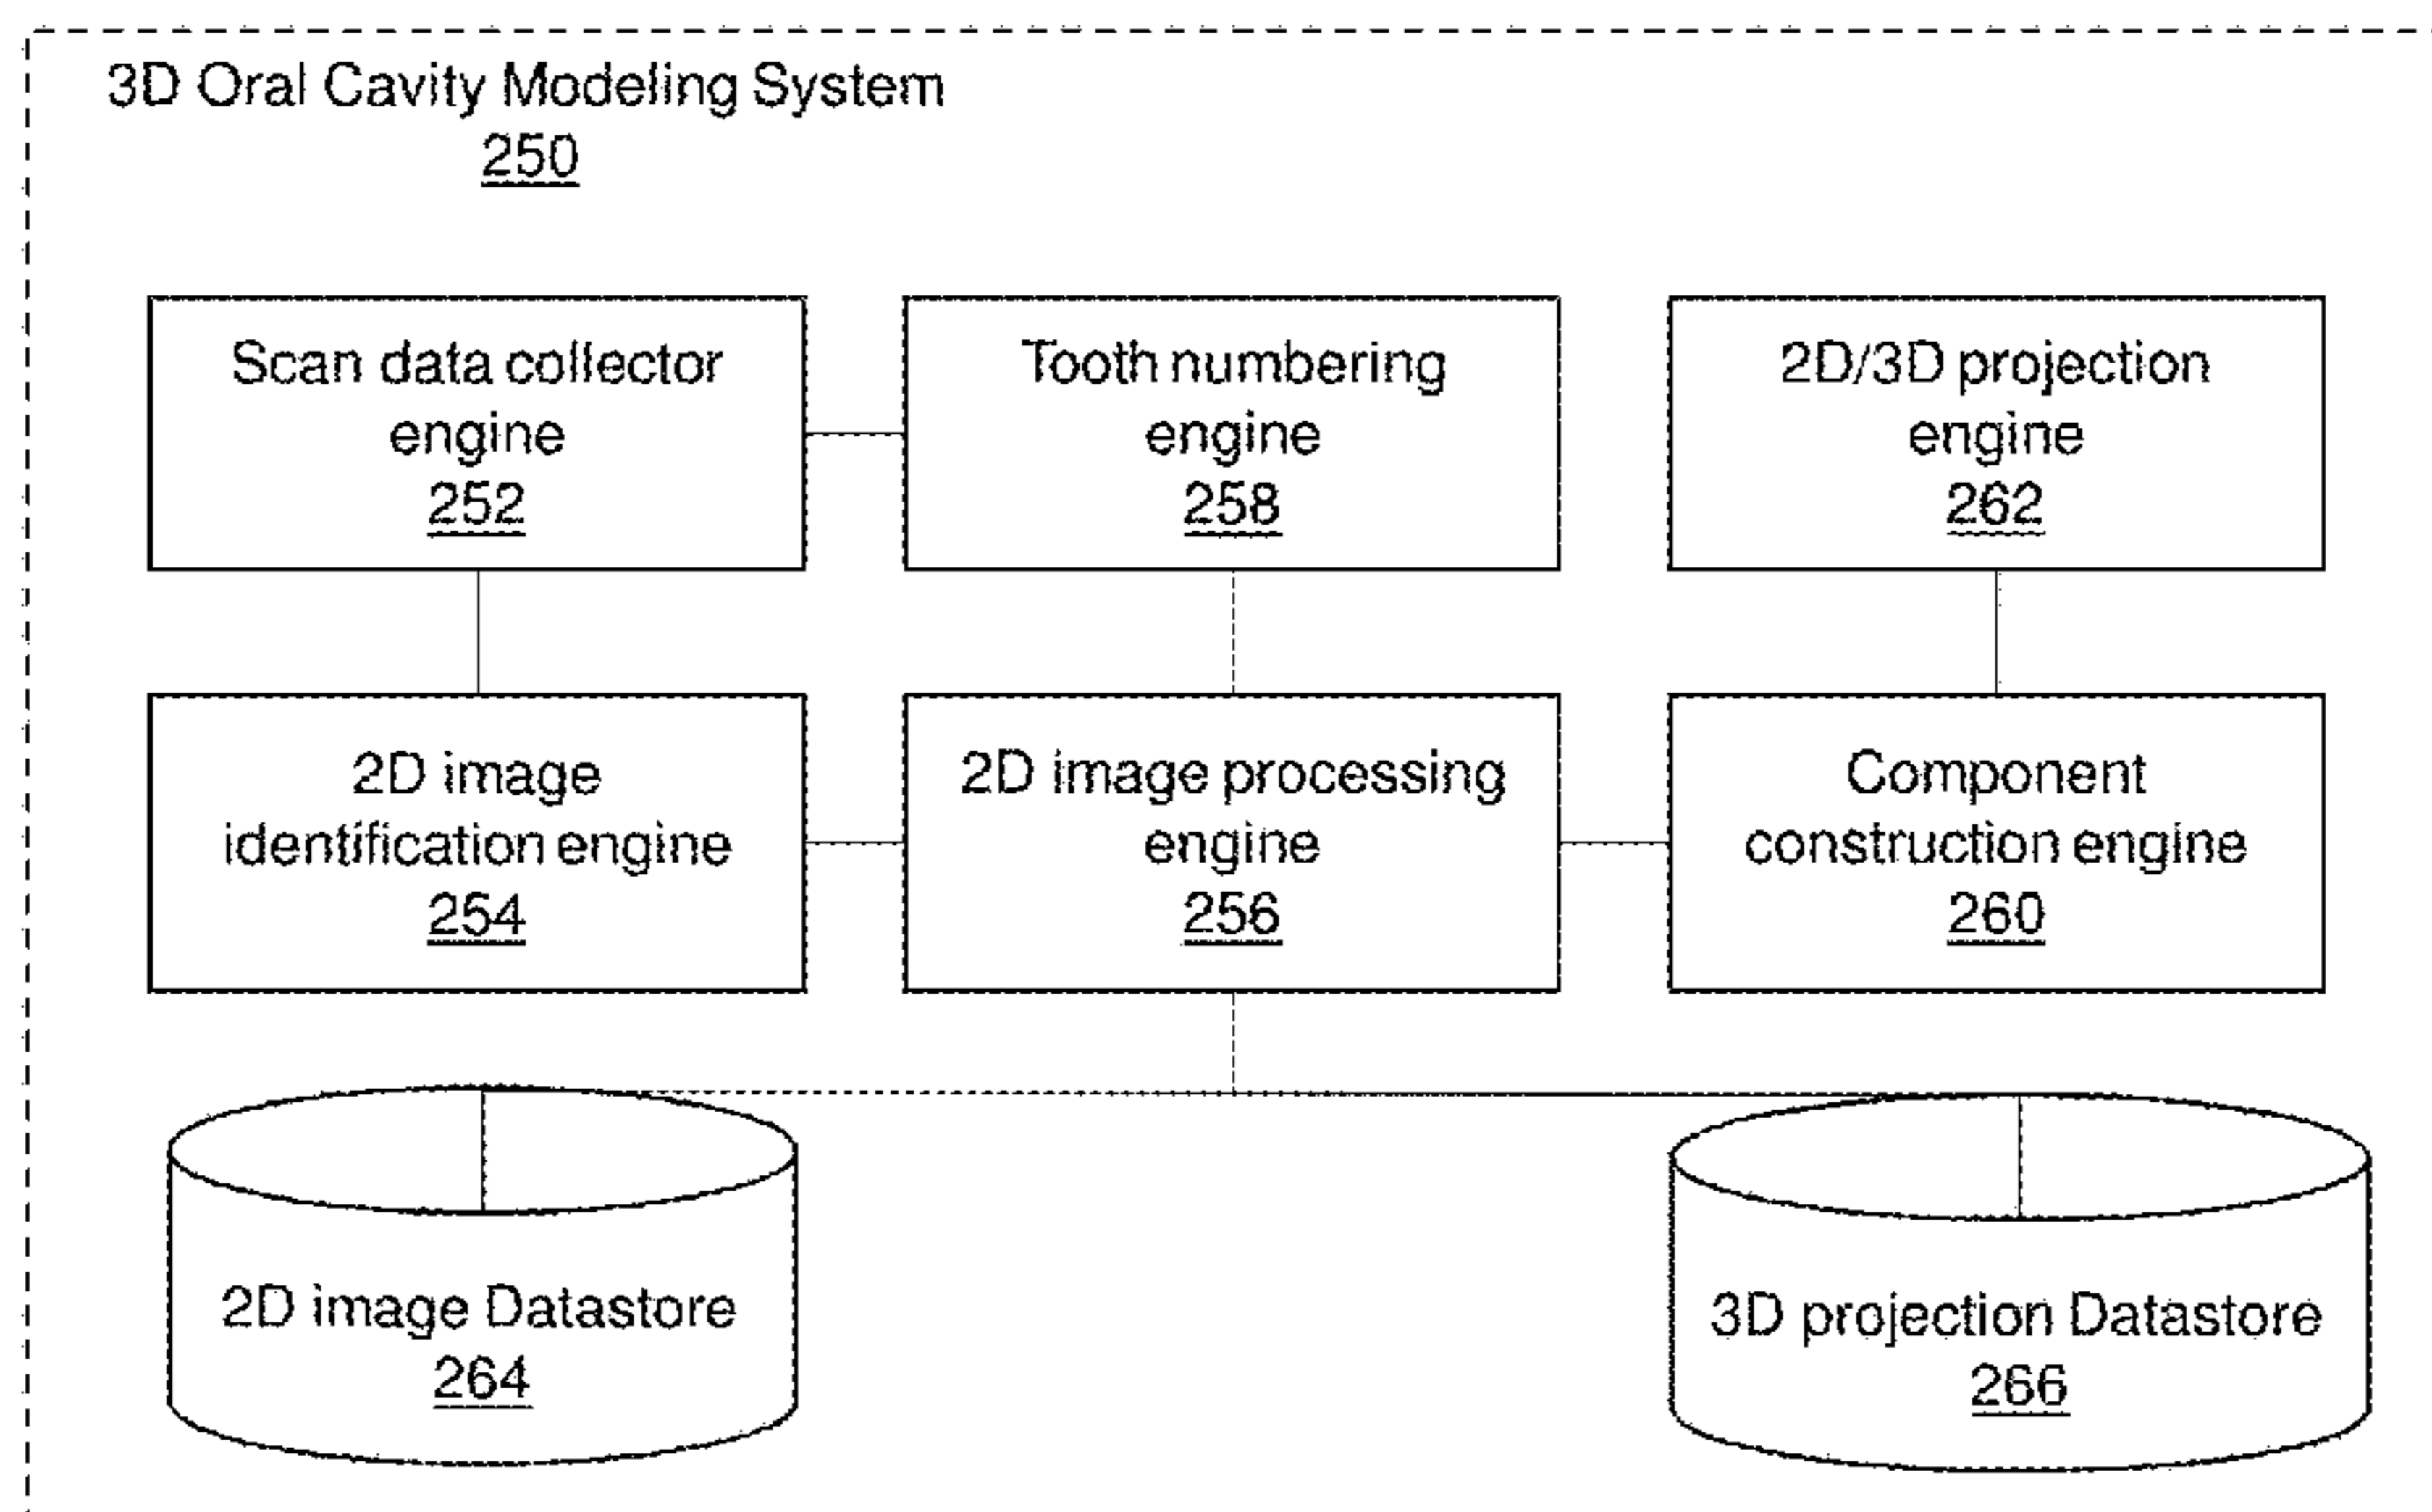 3D Oral Cavity Modeling System
250
Scan data collector
engine
252
Tooth numbering
engine
258
2D/3D projection
engine
262
2D image
identification engine
254
2D image processing
engine
256
Component
construction engine
260
2D image Datastore
264
3D projection Datastore
266